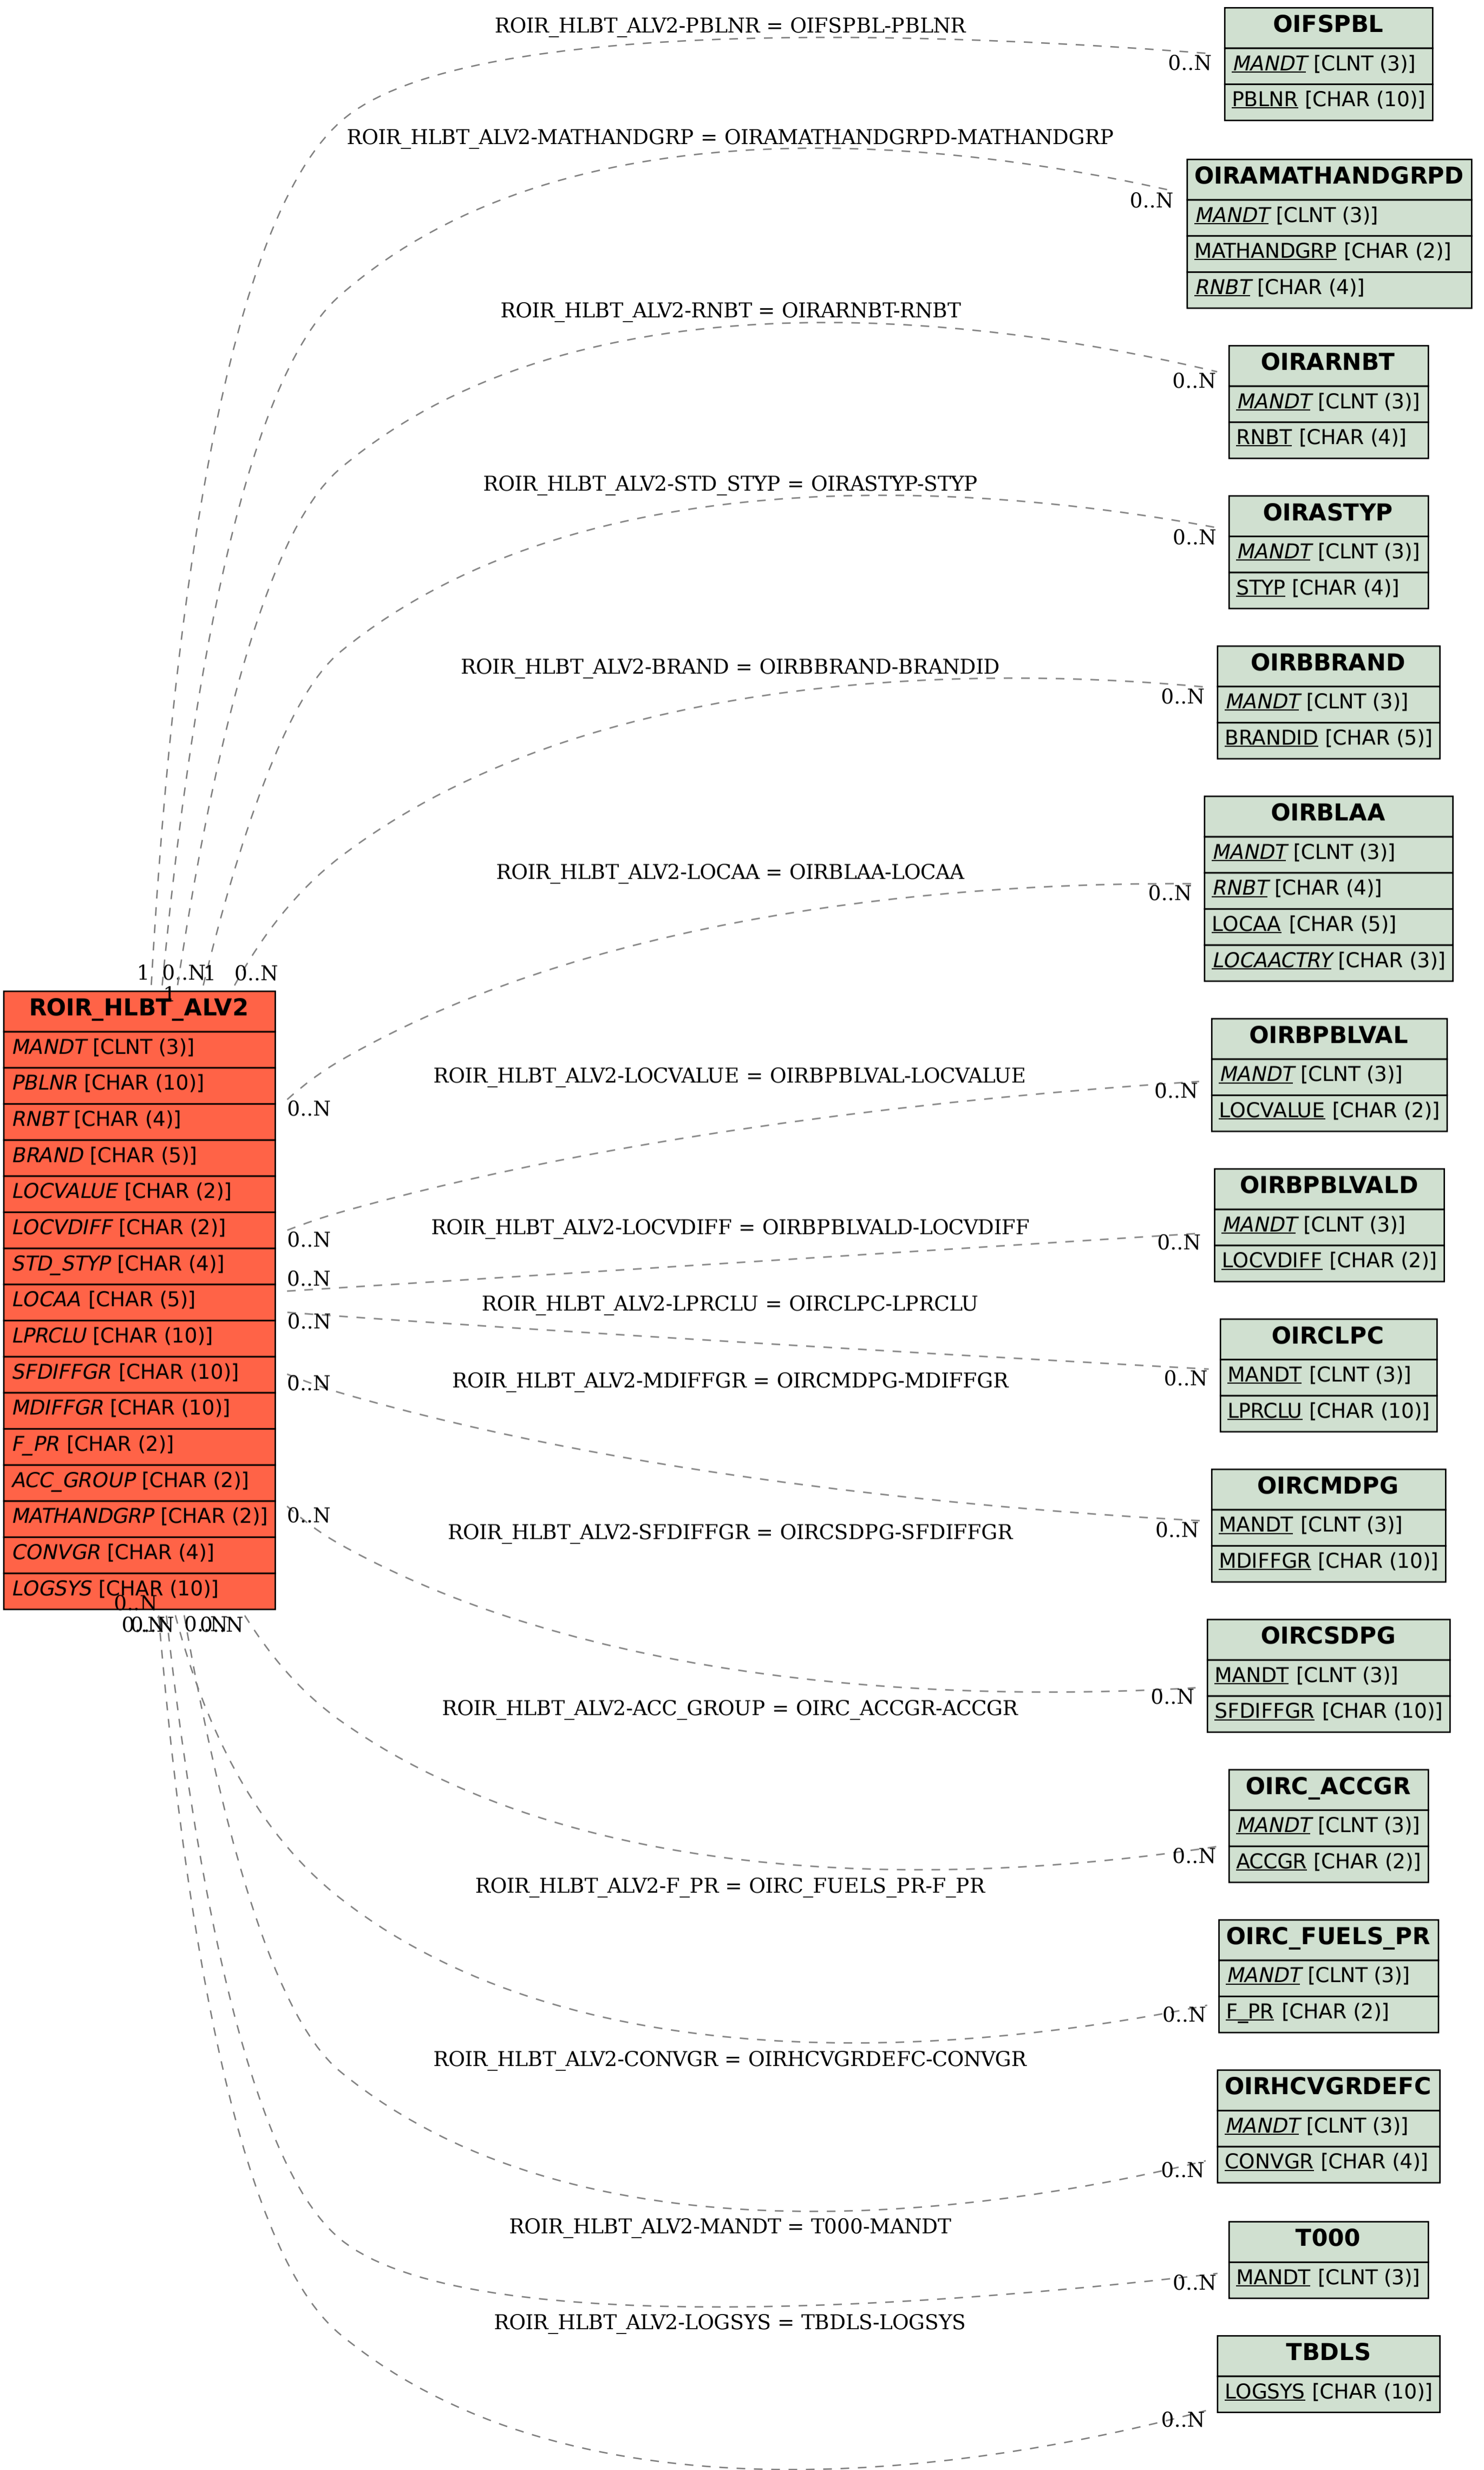 ROIR_HLBT_ALV2-PBLNR = OIFSPBL-PBLNR
0..N
OIFSPBL
MANDT [CLNT (3)]
PBLNR [CHAR (10)]
ROIR_HLBT_ALV2-MATHANDGRP = OIRAMATHANDGRPD-MATHANDGRP
0..N
OIRAMATHANDGRPD
MANDT [CLNT (3)]
MATHANDGRP [CHAR (2)]
RNBT [CHAR (4)]
ROIR_HLBT_ALV2-RNBT = OIRARNBT-RNBT
0..N
OIRARNBT
MANDT [CLNT (3)]
RNBT [CHAR (4)]
ROIR_HLBT_ALV2-STD_STYP = OIRASTYP-STYP
0..N
OIRASTYP
MANDT [CLNT (3)]
STYP [CHAR (4)]
ROIR_HLBT_ALV2-BRAND = OIRBBRAND-BRANDID
0..N
OIRBBRAND
MANDT [CLNT (3)]
BRANDID [CHAR (5)]
ROIR_HLBT_ALV2-LOCAA = OIRBLAA-LOCAA
0..N
OIRBLAA
MANDT [CLNT (3)]
RNBT [CHAR (4)]
LOCAA [CHAR (5)]
LOCAACTRY [CHAR (3)]
1
0..N
1
0..N
1
ROIR_HLBT_ALV2
MANDT [CLNT (3)]
PBLNR [CHAR (10)]
RNBT [CHAR (4)]
BRAND [CHAR (5)]
LOCVALUE [CHAR (2)]
LOCVDIFF [CHAR (2)]
STD_STYP [CHAR (4)]
LOCAA [CHAR (5)]
LPRCLU [CHAR (10)]
SFDIFFGR [CHAR (10)]
MDIFFGR [CHAR (10)]
F_PR [CHAR (2)]
ACC_GROUP [CHAR (2)]
MATHANDGRP [CHAR (2)]
CONVGR [CHAR (4)]
LOGSYS [CHAR (10)]
0..N
0..N
0..N
0..N
0..N
0..N
0..N
0..N
0..N
0..N
0..N
ROIR_HLBT_ALV2-LOCVALUE = OIRBPBLVAL-LOCVALUE
0..N
OIRBPBLVAL
MANDT [CLNT (3)]
LOCVALUE [CHAR (2)]
ROIR_HLBT_ALV2-LOCVDIFF = OIRBPBLVALD-LOCVDIFF
0..N
OIRBPBLVALD
MANDT [CLNT (3)]
LOCVDIFF [CHAR (2)]
ROIR_HLBT_ALV2-LPRCLU = OIRCLPC-LPRCLU
0..N
OIRCLPC
MANDT [CLNT (3)]
LPRCLU [CHAR (10)]
ROIR_HLBT_ALV2-MDIFFGR = OIRCMDPG-MDIFFGR
0..N
OIRCMDPG
MANDT [CLNT (3)]
MDIFFGR [CHAR (10)]
ROIR_HLBT_ALV2-SFDIFFGR = OIRCSDPG-SFDIFFGR
0..N
OIRCSDPG
MANDT [CLNT (3)]
SFDIFFGR [CHAR (10)]
ROIR_HLBT_ALV2-ACC_GROUP = OIRC_ACCGR-ACCGR
0..N
OIRC_ACCGR
MANDT [CLNT (3)]
ACCGR [CHAR (2)]
ROIR_HLBT_ALV2-F_PR = OIRC_FUELS_PR-F_PR
0..N
OIRC_FUELS_PR
MANDT [CLNT (3)]
F_PR [CHAR (2)]
ROIR_HLBT_ALV2-CONVGR = OIRHCVGRDEFC-CONVGR
0..N
OIRHCVGRDEFC
MANDT [CLNT (3)]
CONVGR [CHAR (4)]
ROIR_HLBT_ALV2-MANDT = T000-MANDT
0..N
T000
MANDT [CLNT (3)]
ROIR_HLBT_ALV2-LOGSYS = TBDLS-LOGSYS
0..N
TBDLS
LOGSYS [CHAR (10)]